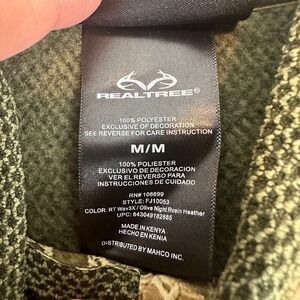 REALTREE®
100% POLYESTER
EXCLUSIVE OF DECORATION
SEE REVERSE FOR CARE INSTRUCTION
M/M
100% POLIESTER
EXCLUSIVO DE DECORACION
VER EL REVERSO PARA
INSTRUCCIONES DE CUIDADO
RN# 106699
STYLE: FJ10053
COLOR: RT Wav3X / Olive Night Rosin Heather
UPC: 843049182885
MADE IN KENYA
HECHO EN KENIA
DISTRIBUTED BY MAHCO INC.